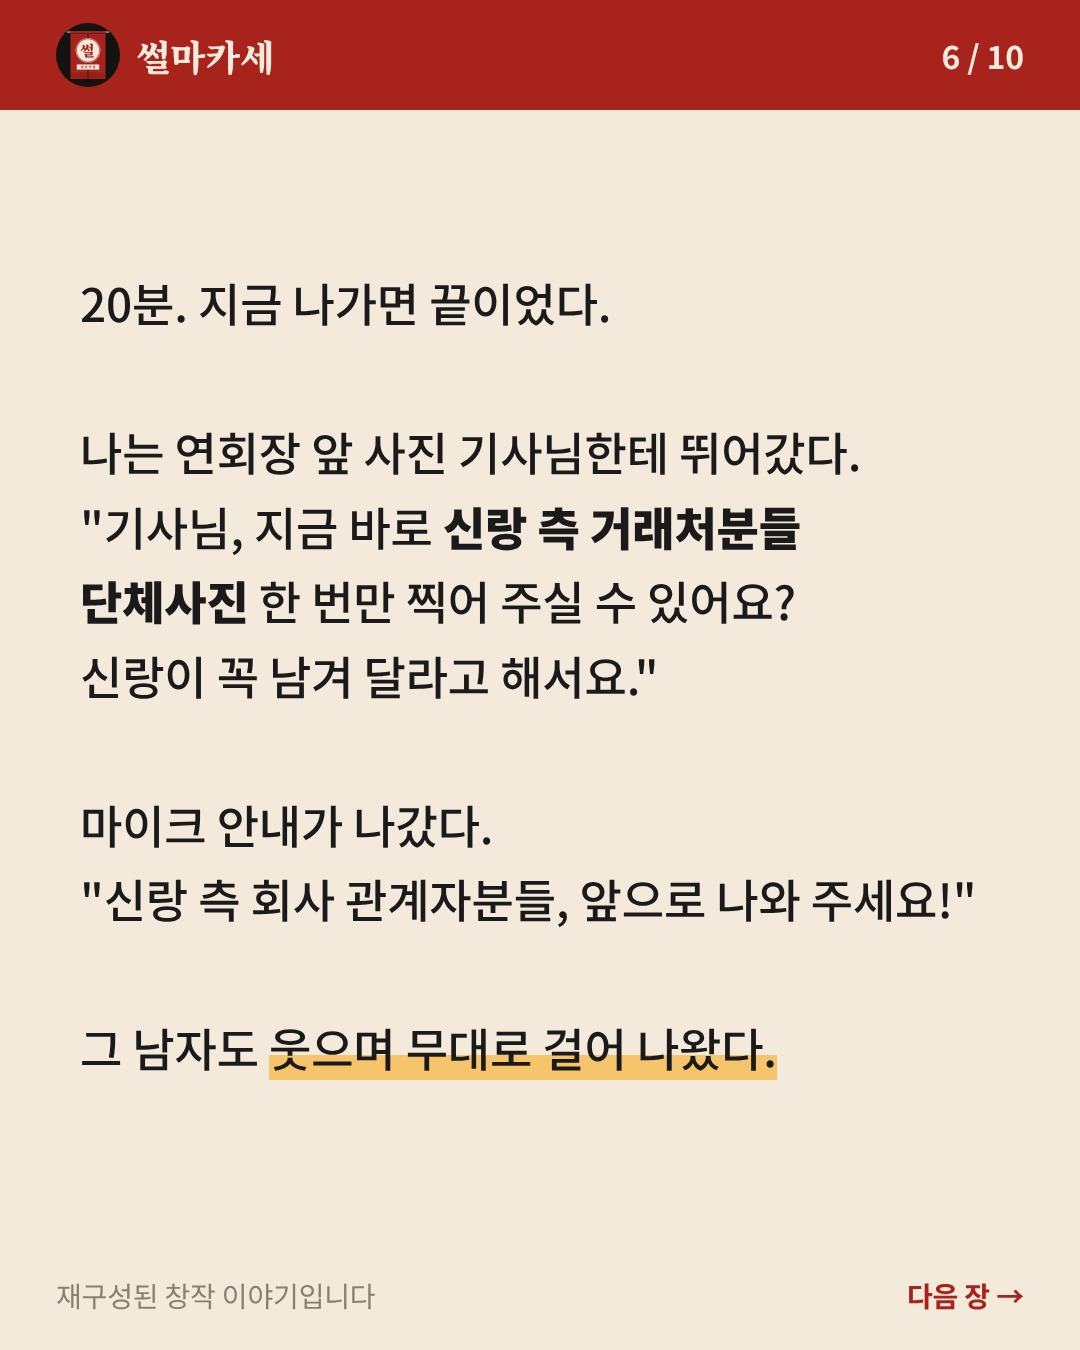 썰
썰마카세
6 / 10
20분. 지금 나가면 끝이었다.
나는 연회장 앞 사진 기사님한테 뛰어갔다.
"기사님, 지금 바로 신랑 측 거래처분들
단체사진 한 번만 찍어 주실 수 있어요?
신랑이 꼭 남겨 달라고 해서요."
마이크 안내가 나갔다.
"신랑 측 회사 관계자분들, 앞으로 나와 주세요!"
그 남자도 웃으며 무대로 걸어 나왔다.
재구성된 창작 이야기입니다
다음 장 →